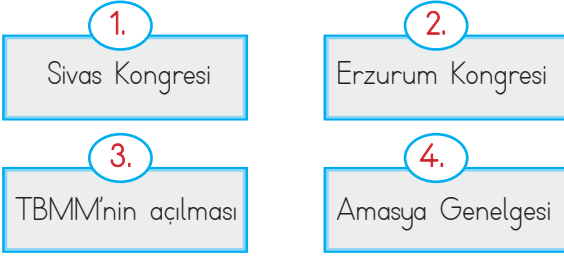 1.
Sivas Kongresi
2.
Erzurum Kongresi
3.
TBMM'nin açılması
4.
Amasya Genelgesi